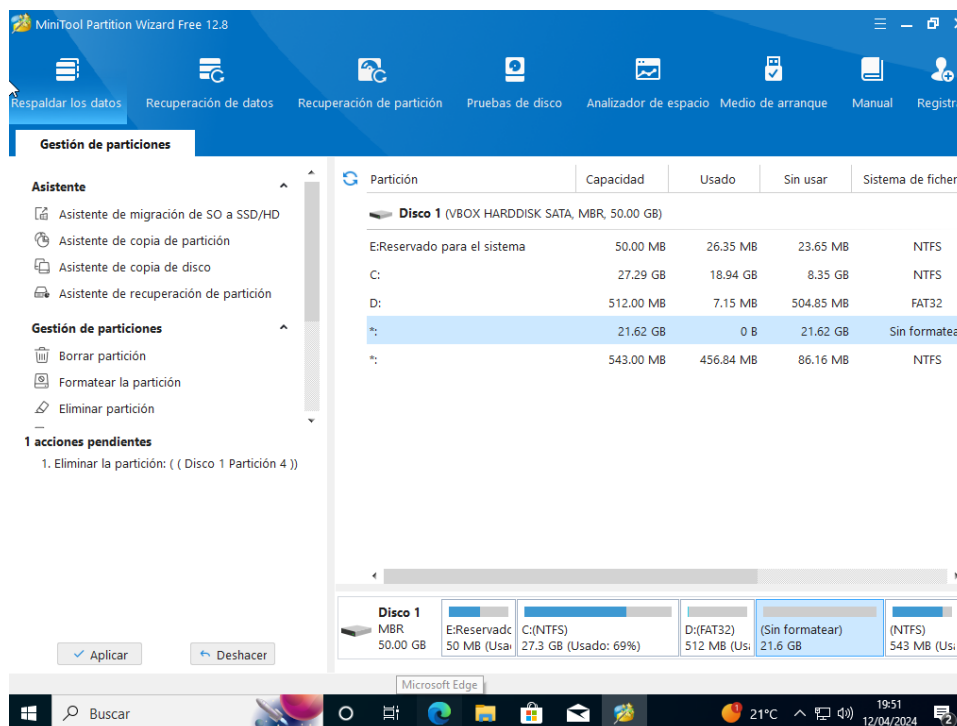 MiniTool Partition Wizard Free 12.8
Respaldar los datos Recuperación de datos Recuperación de partición Pruebas de disco Analizador de espacio Medio de arranque Manual Registra
Gestión de particiones
Asistente
Asistente de migración de SO a SSD/HD
Asistente de copia de partición
Asistente de copia de disco
Asistente de recuperación de partición
Gestión de particiones
Borrar partición
Formatear la partición
Eliminar partición
1 acciones pendientes
1. Eliminar la partición: ( ( Disco 1 Partición 4 ))
Aplicar Deshacer
Partición Capacidad Usado Sin usar Sistema de ficher
Disco 1 (VBOX HARDDISK SATA, MBR, 50.00 GB)
E:Reservado para el sistema 50.00 MB 26.35 MB 23.65 MB NTFS
C: 27.29 GB 18.94 GB 8.35 GB NTFS
D: 512.00 MB 7.15 MB 504.85 MB FAT32
*: 21.62 GB 0 B 21.62 GB Sin formatea
*: 543.00 MB 456.84 MB 86.16 MB NTFS
Disco 1
MBR
50.00 GB
E:Reservado
50 MB (Usa
C:(NTFS)
27.3 GB (Usado: 69%)
D:(FAT32)
512 MB (Us
(Sin formatear)
21.6 GB
(NTFS)
543 MB (Us
Microsoft Edge
Buscar
21°C
19:51
12/04/2024
2